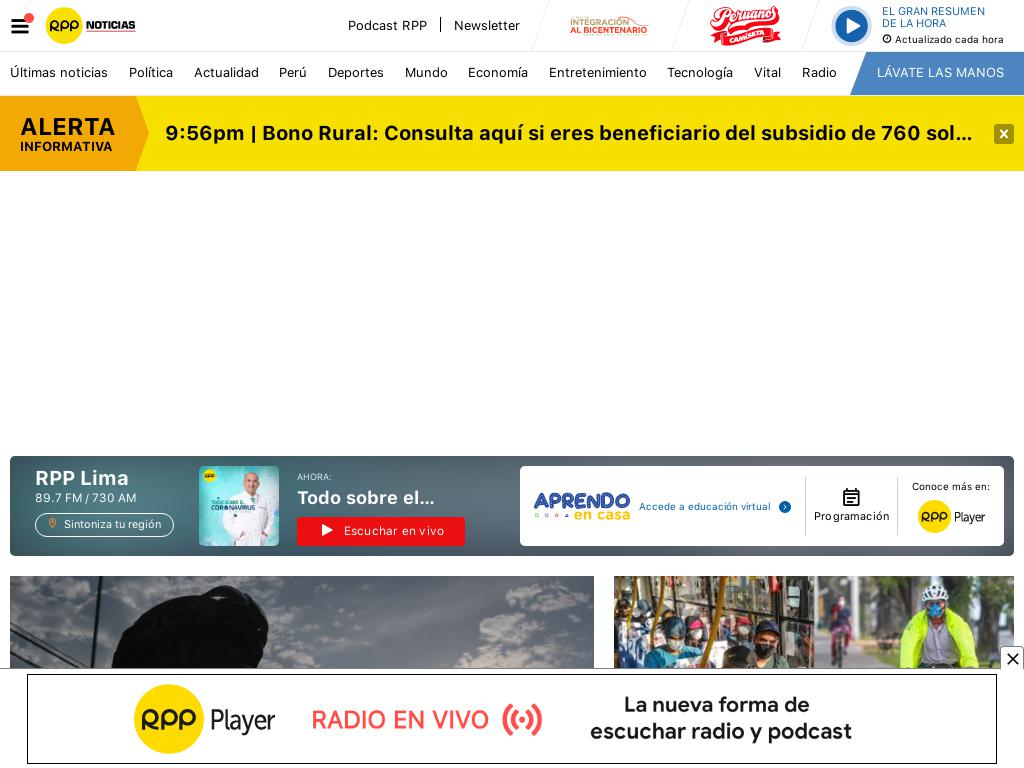 RPP NOTICIAS
Podcast RPP
Newsletter
INTEGRACIÓN
AL BICENTENARIO
Peruanos
CAMISETA
EL GRAN RESUMEN
DE LA HORA
Actualizado cada hora
Últimas noticias
Política
Actualidad
Perú
Deportes
Mundo
Economía
Entretenimiento
Tecnología
Vital
Radio
LÁVATE LAS MANOS
ALERTA
INFORMATIVA
9:56pm | Bono Rural: Consulta aquí si eres beneficiario del subsidio de 760 sol...
RPP Lima
89.7 FM / 730 AM
Sintoniza tu región
RPP
TODO SOBRE EL
CORONAVIRUS
AHORA:
Todo sobre el...
Escuchar en vivo
APRENDO
en casa
Accede a educación virtual
Programación
Conoce más en:
RPP Player
RPP Player
RADIO EN VIVO
La nueva forma de
escuchar radio y podcast